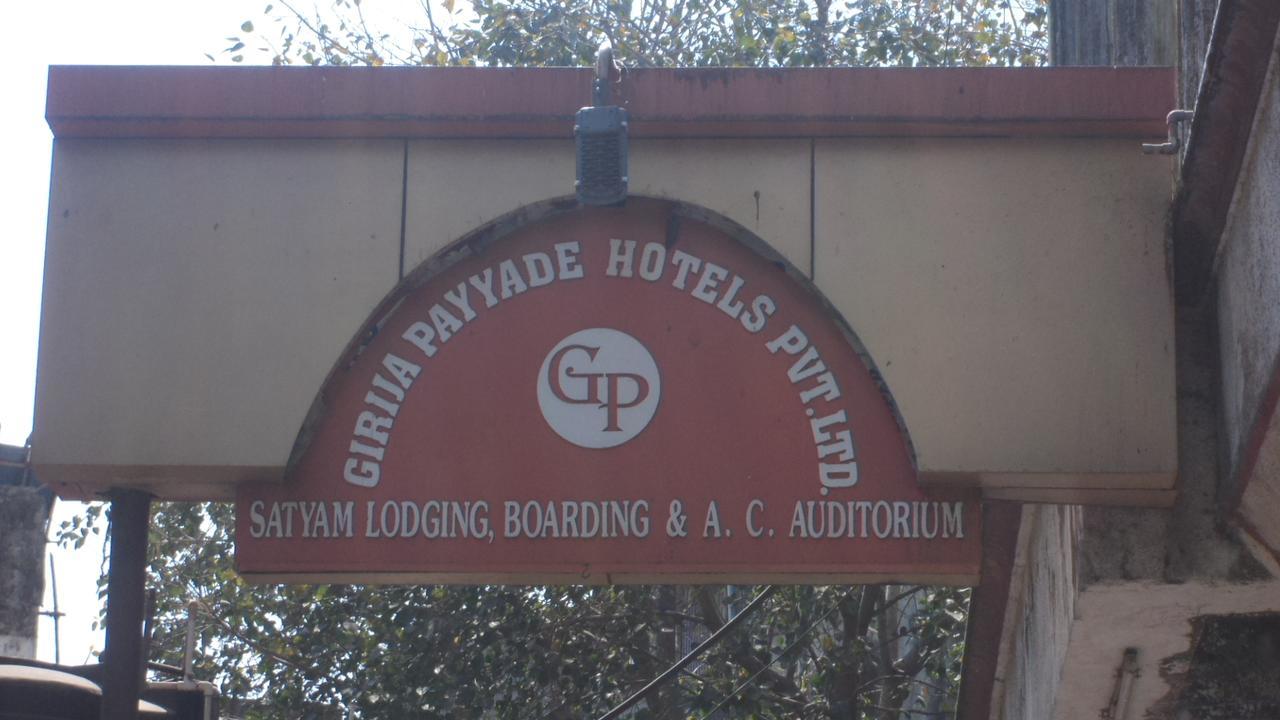 GIRIJA PAYYADE HOTELS PVT.LTD.
GP
SATYAM LODGING, BOARDING & A. C. AUDITORIUM